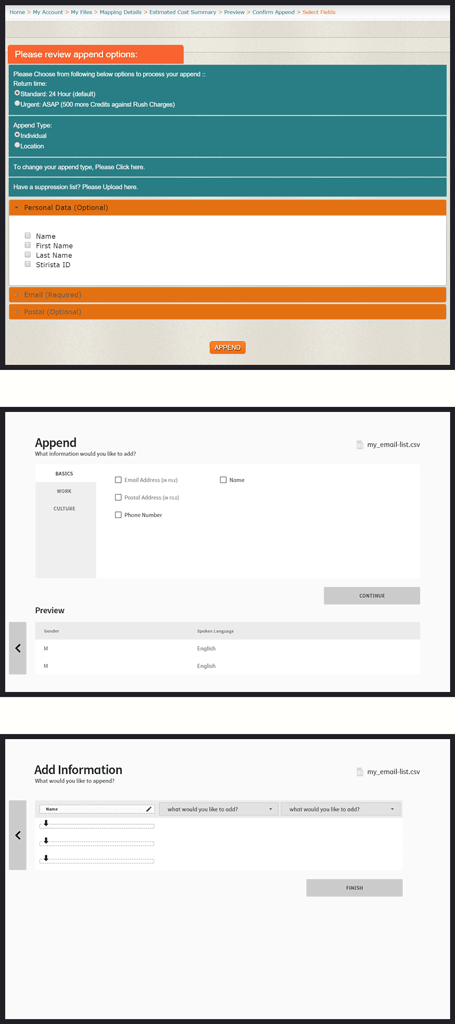 Home > My Account > My Files > Mapping Details > Estimated Cost Summary > Preview > Confirm Append > Select Fields
Please review append options:
Please Choose from following below options to process your append ::
Return time:
Standard: 24 Hour (default)
Urgent: ASAP (500 more Credits against Rush Charges)
Append Type:
Individual
Location
To change your append type, Please Click here.
Have a suppression list? Please Upload here.
Personal Data (Optional)
Name
First Name
Last Name
Stirista ID
Email (Required)
Postal (Optional)
APPEND
Append
What information would you like to add?
my_email-list.csv
BASICS
WORK
CULTURE
Email Address (in file)
Name
Postal Address (in file)
Phone Number
CONTINUE
Preview
Gender Spoken Language
M English
M English
Add Information
What would you like to append?
my_email-list.csv
Name what would you like to add? what would you like to add?
FINISH